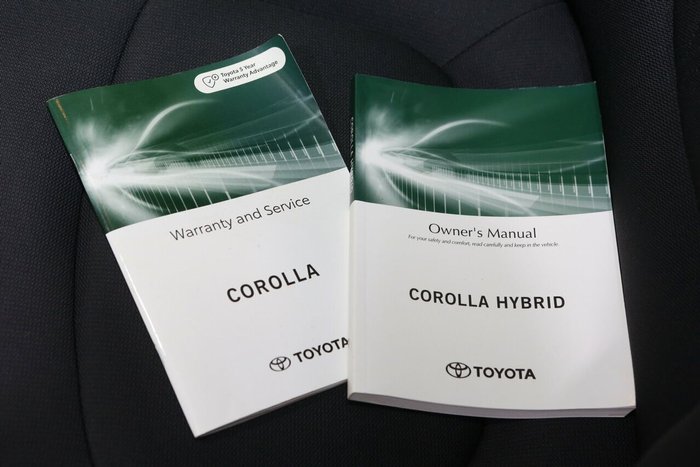 Toyota 5 Year
Warranty Advantage
Warranty and Service
COROLLA
TOYOTA
Owner's Manual
For your safety and comfort, read carefully and keep in the vehicle.
COROLLA HYBRID
TOYOTA